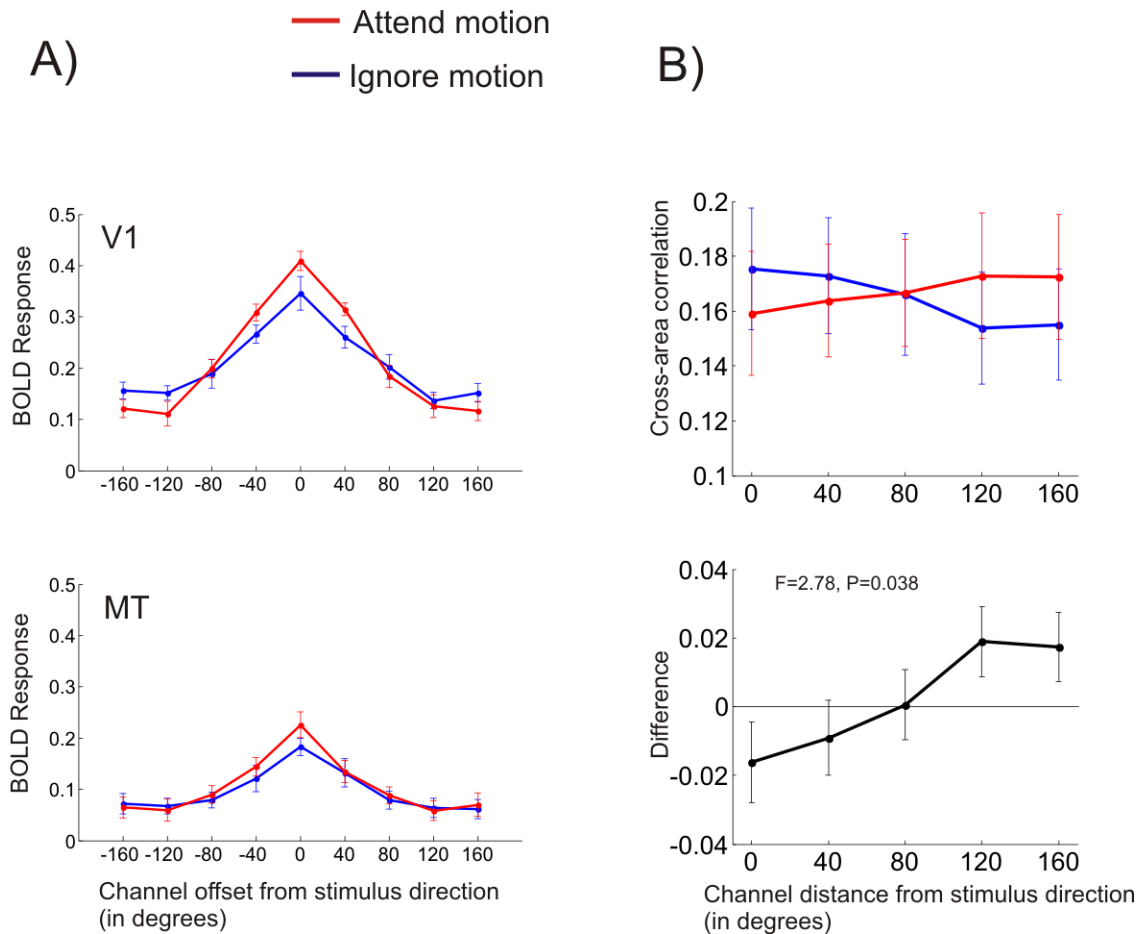 A)
Attend motion
Ignore motion
B)
V1
BOLD Response
0.5
0.4
0.3
0.2
0.1
0
-160 -120 -80 -40 0 40 80 120 160
MT
BOLD Response
0.5
0.4
0.3
0.2
0.1
0
-160 -120 -80 -40 0 40 80 120 160
Channel offset from stimulus direction
(in degrees)
Cross-area correlation
0.2
0.18
0.16
0.14
0.12
0.1
0 40 80 120 160
F=2.78, P=0.038
Difference
0.04
0.02
0
-0.02
-0.04
0 40 80 120 160
Channel distance from stimulus direction
(in degrees)